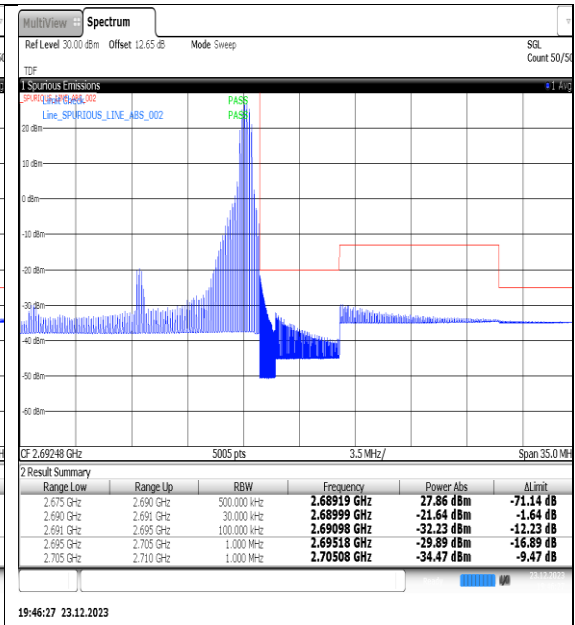 MultiView Spectrum
Ref Level 30.00 dBm Offset 12.65 dB Mode Sweep SGL
Count 50/50
TDF
1 Spurious Emissions 1 Avg
Limit Check PASS
Line_SPURIOUS_LINE_ABS_002 PASS
20 dBm
10 dBm
0 dBm
-10 dBm
-20 dBm
-30 dBm
-40 dBm
-50 dBm
-60 dBm
CF 2.69248 GHz 5005 pts 3.5 MHz/ Span 35.0 MH
2 Result Summary
Range Low Range Up RBW Frequency Power Abs ΔLimit
2.675 GHz 2.690 GHz 500.000 kHz 2.68919 GHz 27.86 dBm -71.14 dB
2.690 GHz 2.691 GHz 30.000 kHz 2.68999 GHz -21.64 dBm -1.64 dB
2.691 GHz 2.695 GHz 100.000 kHz 2.69098 GHz -32.23 dBm -12.23 dB
2.695 GHz 2.705 GHz 1.000 MHz 2.69518 GHz -29.89 dBm -16.89 dB
2.705 GHz 2.710 GHz 1.000 MHz 2.70508 GHz -34.47 dBm -9.47 dB
23.12.2023
19:46:27 23.12.2023